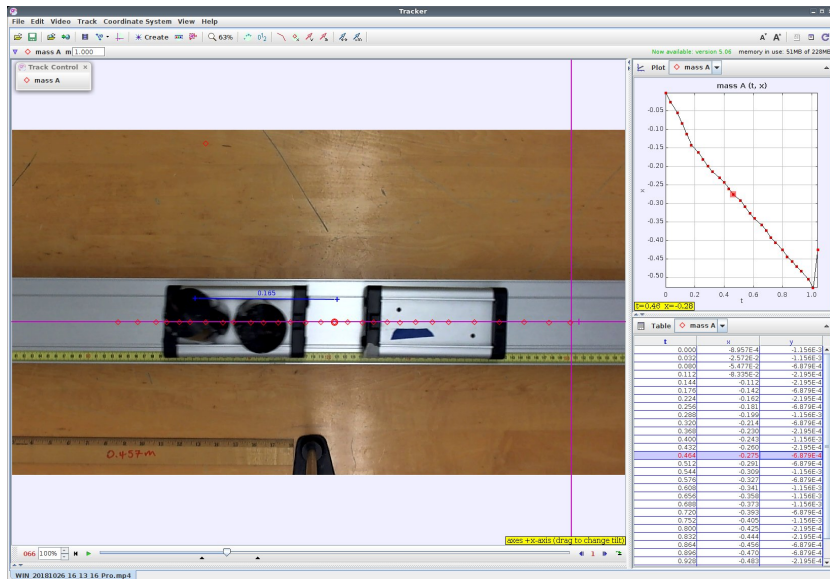 Tracker
File Edit Video Track Coordinate System View Help
Create 63%
mass A m 1.000
Now available: version 5.06 memory in use: 51MB of 228MB
Track Control
mass A
Plot mass A
mass A (t, x)
-0.05
-0.10
-0.15
-0.20
-0.25
x
-0.30
-0.35
-0.40
-0.45
-0.50
0 0.2 0.4 0.6 0.8 1.0
t
t=0.46 x=-0.28
0.165
0.457m
Table mass A
t x y
0.000 -8.957E-4 -1.156E-3
0.032 -2.572E-2 -1.156E-3
0.080 -5.477E-2 -6.879E-4
0.112 -8.335E-2 -2.195E-4
0.144 -0.112 -2.195E-4
0.176 -0.142 -6.879E-4
0.224 -0.162 -2.195E-4
0.256 -0.181 -6.879E-4
0.288 -0.199 -1.156E-3
0.320 -0.214 -6.879E-4
0.368 -0.230 -2.195E-4
0.400 -0.243 -1.156E-3
0.432 -0.260 -2.195E-4
0.464 -0.275 -6.879E-4
0.512 -0.291 -6.879E-4
0.544 -0.309 -1.156E-3
0.576 -0.327 -6.879E-4
0.608 -0.341 -1.156E-3
0.656 -0.358 -1.156E-3
0.688 -0.373 -1.156E-3
0.720 -0.393 -6.879E-4
0.752 -0.405 -1.156E-3
0.800 -0.425 -2.195E-4
0.832 -0.444 -2.195E-4
0.864 -0.456 -6.879E-4
0.896 -0.470 -6.879E-4
0.928 -0.483 -2.195E-4
axes +x-axis (drag to change tilt)
066 100% 1
WIN 20181026 16 13 16 Pro.mp4